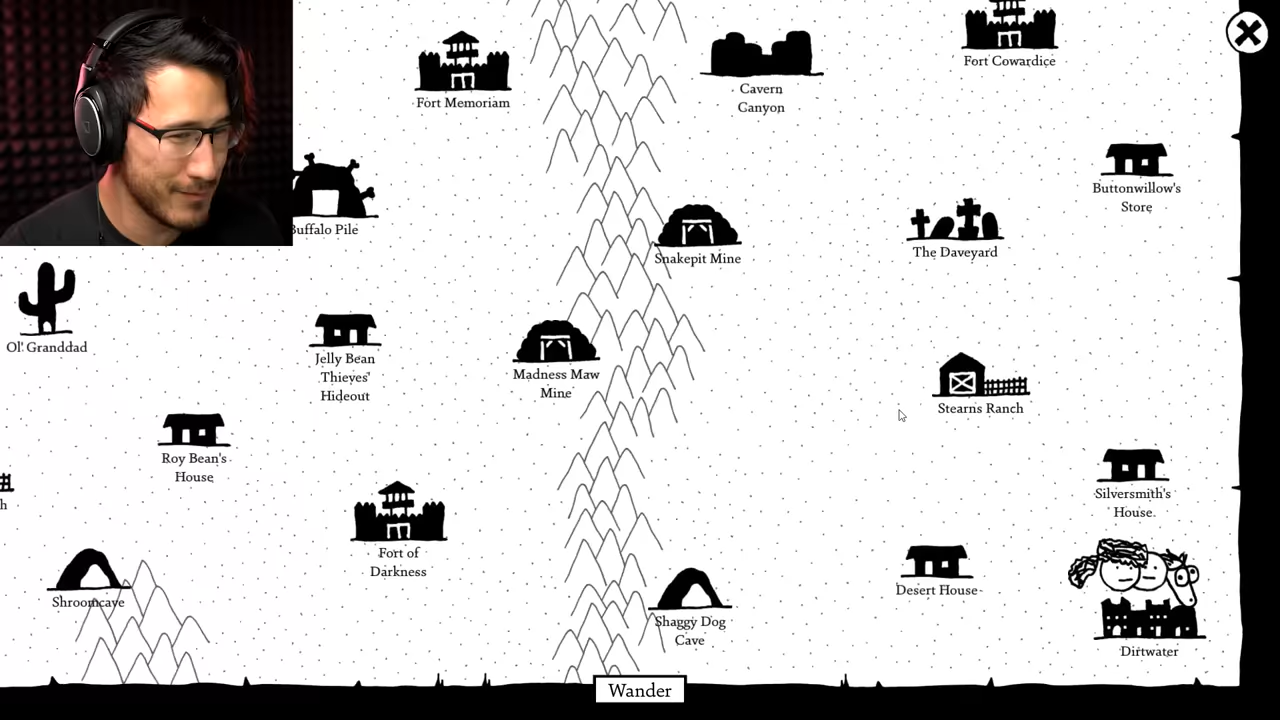 Fort Cowardice
Fort Memoriam
Cavern
Canyon
Buttonwillow's
Store
Buffalo Pile
The Daveyard
Snakepit Mine
Ol' Granddad
Jelly Bean
Thieves'
Hideout
Madness Maw
Mine
Stearns Ranch
Roy Bean's
House
Silversmith's
House
h
Fort of
Darkness
Desert House
Shroomcave
Shaggy Dog
Cave
Dirtwater
Wander